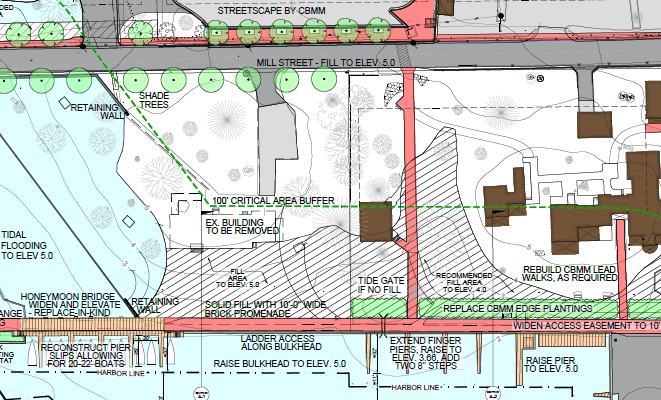 DED
STREETSCAPE BY CBMM
MILL STREET - FILL TO ELEV. 5.0
SHADE
TREES
RETAINING
WALL
100' CRITICAL AREA BUFFER
EX. BUILDING
TO BE REMOVED
TIDAL
FLOODING
TO ELEV 5.0
FILL
AREA
TO ELEV. 5.0
TIDE GATE
IF NO FILL
RECOMMENDED
FILL AREA
TO ELEV. 4.0
REBUILD CBMM LEAD
WALKS, AS REQUIRED
HONEYMOON BRIDGE
WIDEN AND ELEVATE
- REPLACE-IN-KIND
RETAINING
WALL
SOLID FILL WITH 10'-0" WIDE
BRICK PROMENADE
REPLACE CBMM EDGE PLANTINGS
ANGE
WIDEN ACCESS EASEMENT TO 10'
RECONSTRUCT PIER
SLIPS ALLOWING
FOR 20-22' BOATS
LADDER ACCESS
ALONG BULKHEAD
RAISE BULKHEAD TO ELEV. 5.0
EXTEND FINGER
PIERS, RAISE TO
ELEV. 3.66, ADD
TWO 8" STEPS
RAISE PIER
TO ELEV. 5.0
HARBOR LINE
HARBOR LINE
TING
TAT